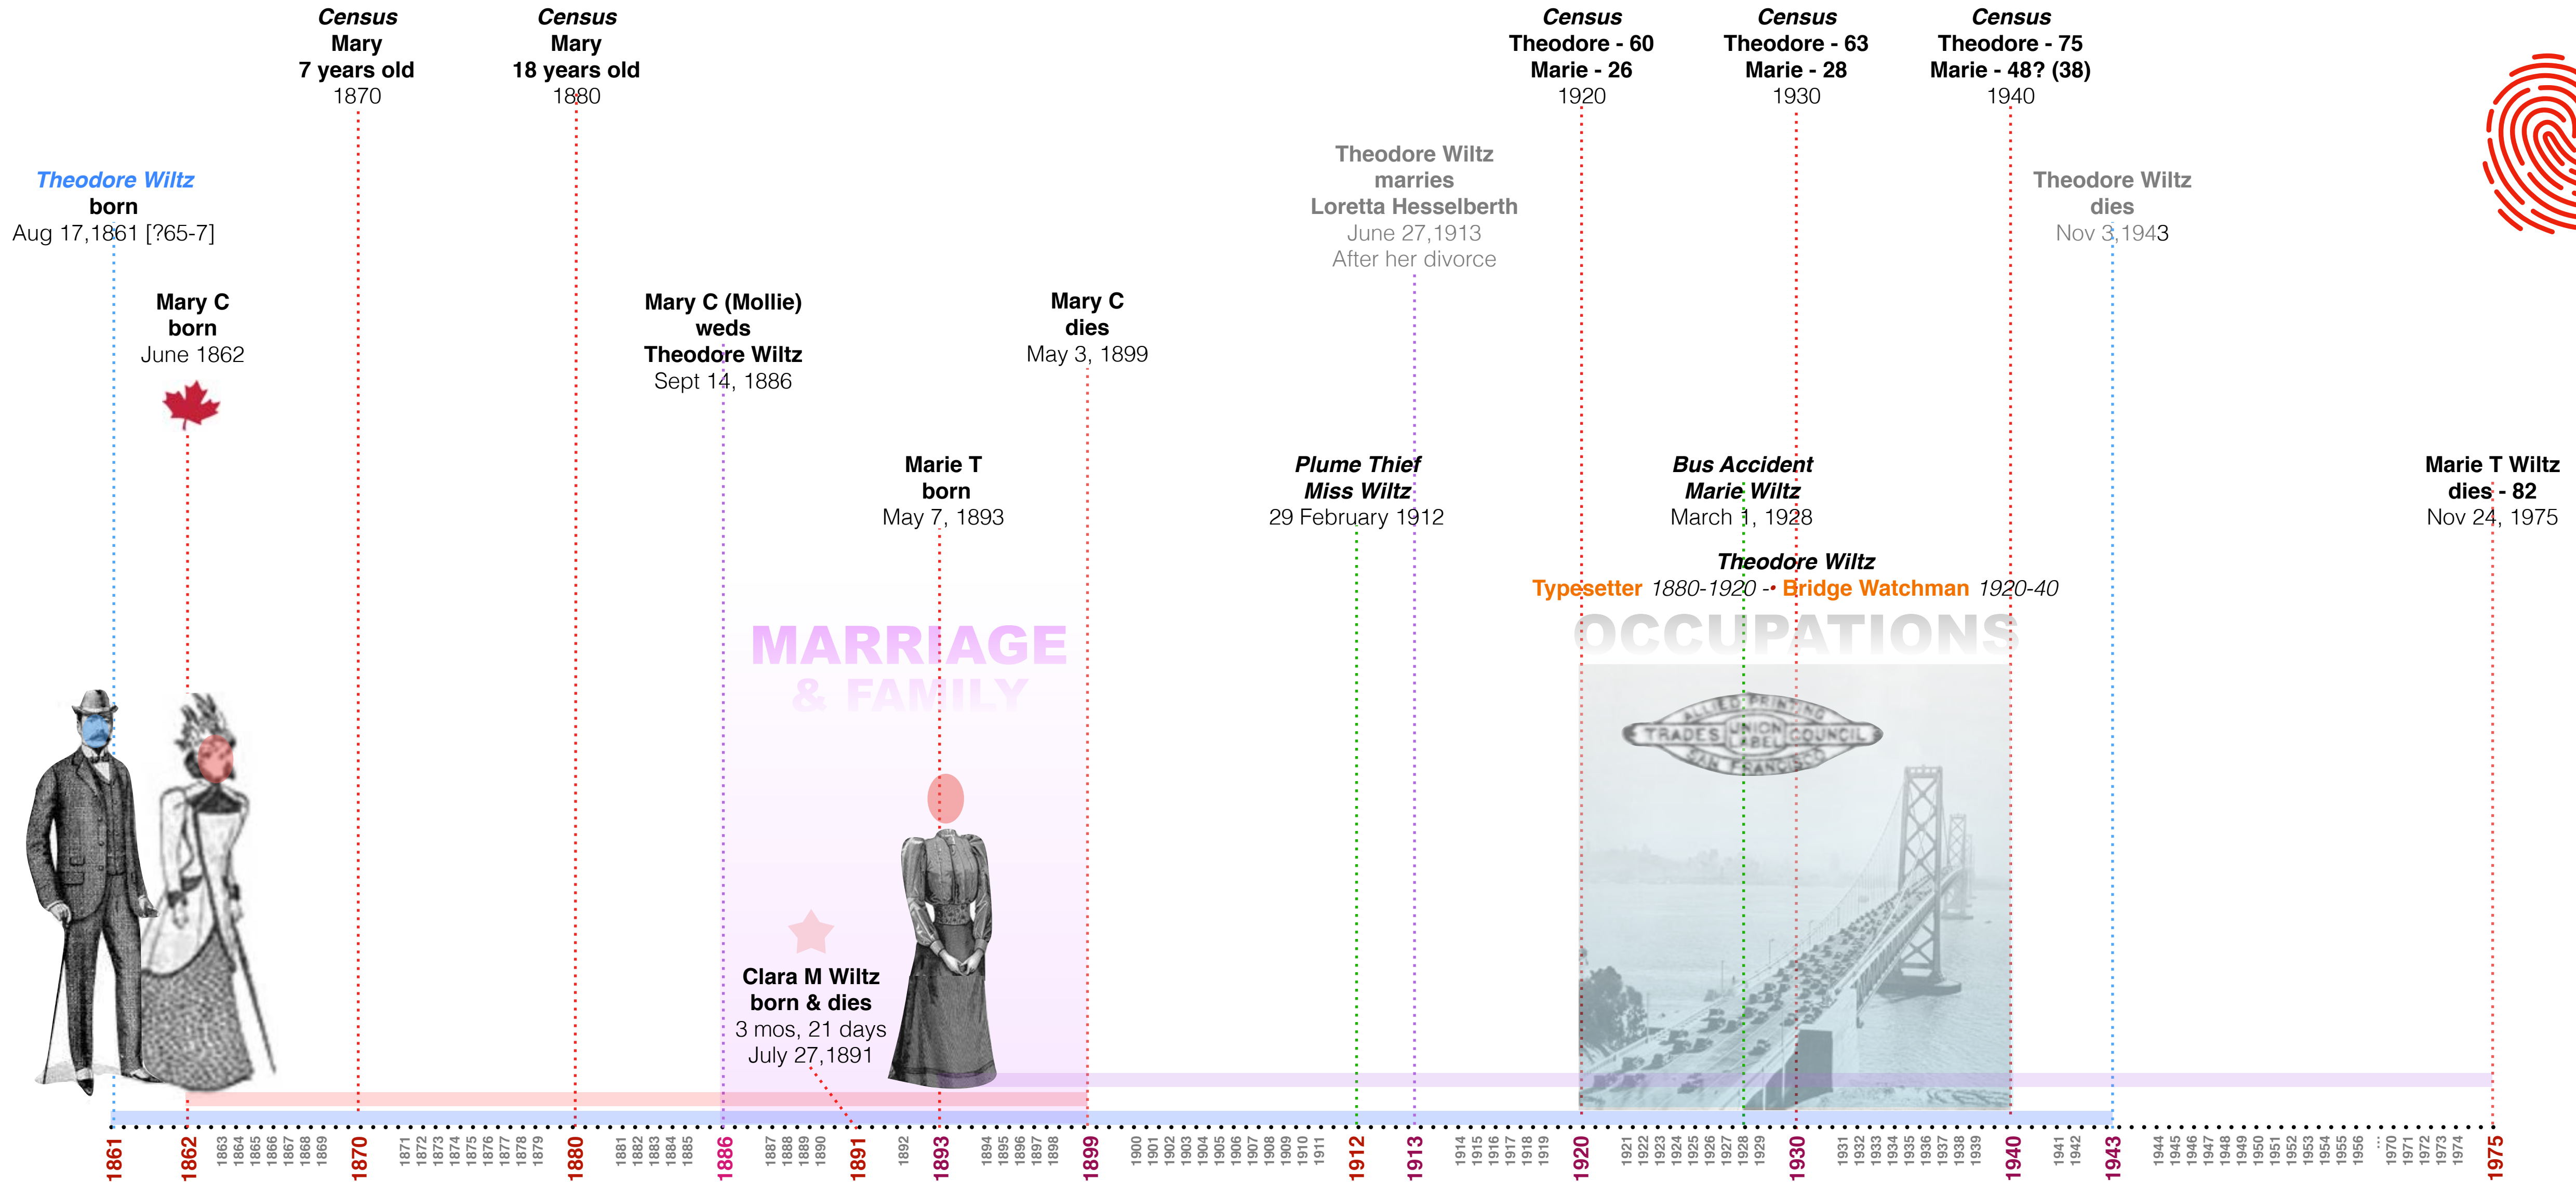 Census
Mary
7 years old
1870
Census
Mary
18 years old
1880
Census
Theodore - 60
Marie - 26
1920
Census
Theodore - 63
Marie - 28
1930
Census
Theodore - 75
Marie - 48? (38)
1940
Theodore Wiltz
born
Aug 17,1861 [?65-7]
Mary C
born
June 1862
Mary C (Mollie)
weds
Theodore Wiltz
Sept 14, 1886
Mary C
dies
May 3, 1899
Theodore Wiltz
marries
Loretta Hesselberth
June 27,1913
After her divorce
Theodore Wiltz
dies
Nov 3,1943
Marie T
born
May 7, 1893
Plume Thief
Miss Wiltz
29 February 1912
Bus Accident
Marie Wiltz
March 1, 1928
Marie T Wiltz
dies - 82
Nov 24, 1975
Theodore Wiltz
Typesetter 1880-1920 -• Bridge Watchman 1920-40
MARRIAGE
& FAMILY
OCCUPATIONS
ALLIED PRINTING
TRADES UNION LABEL COUNCIL
SAN FRANCISCO
Clara M Wiltz
born & dies
3 mos, 21 days
July 27,1891
1861 1862 1863 1864 1865 1866 1867 1868 1869 1870 1871 1872 1873 1874 1875 1876 1877 1878 1879 1880 1881 1882 1883 1884 1885 1886 1887 1888 1889 1890 1891 1892 1893 1894 1895 1896 1897 1898 1899 1900 1901 1902 1903 1904 1905 1906 1907 1908 1909 1910 1911 1912 1913 1914 1915 1916 1917 1918 1919 1920 1921 1922 1923 1924 1925 1926 1927 1928 1929 1930 1931 1932 1933 1934 1935 1936 1937 1938 1939 1940 1941 1942 1943 1944 1945 1946 1947 1948 1949 1950 1951 1952 1953 1954 1955 1956 ... 1970 1971 1972 1973 1974 1975